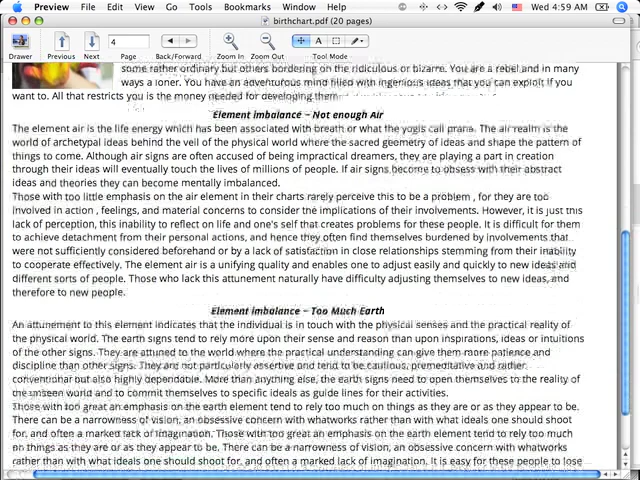 Preview File Edit View Go Tools Bookmarks Window Help Wed 4:59 AM
birthchart.pdf (20 pages)
4
Drawer Previous Next Page Back/Forward Zoom In Zoom Out Tool Mode
some rather ordinary but others bordering on the ridiculous or bizarre. You are a rebel and in many
ways a loner. You have an adventurous mind filled with ingenious ideas that you can exploit if you
want to. All that restricts you is the money needed for developing them.
Element imbalance ~ Not enough Air
The element air is the life energy which has been associated with breath or what the yogis call prana. The air realm is the
world of archetypal ideas behind the veil of the physical world where the sacred geometry of ideas and shape the pattern of
things to come. Although air signs are often accused of being impractical dreamers, they are playing a part in creation
through their ideas will eventually touch the lives of millions of people. If air signs become to obsess with their abstract
ideas and theories they can become mentally imbalanced.
Those with too little emphasis on the air element in their charts rarely perceive this to be a problem , for they are too
involved in action , feelings, and material concerns to consider the implications of their involvements. However, it is just this
lack of perception, this inability to reflect on life and one's self that creates problems for these people. It is difficult for them
to achieve detachment from their personal actions, and hence they often find themselves burdened by involvements that
were not sufficiently considered beforehand or by a lack of satisfaction in close relationships stemming from their inability
to cooperate effectively. The element air is a unifying quality and enables one to adjust easily and quickly to new ideas and
different sorts of people. Those who lack this attunement naturally have difficulty adjusting themselves to new ideas, and
therefore to new people.
Element imbalance ~ Too Much Earth
An attunement to this element indicates that the individual is in touch with the physical senses and the practical reality of
the physical world. The earth signs tend to rely more upon their sense and reason than upon inspirations, ideas or intuitions
of the other signs. They are attuned to the world where the practical understanding can give them more patience and
discipline than other signs. They are not particularly assertive and tend to be cautious, premeditative and rather
conventional but also highly dependable. More than anything else, the earth signs need to open themselves to the reality of
the unseen world and to commit themselves to specific ideals as guide lines for their activities.
Those with too great an emphasis on the earth element tend to rely too much on things as they are or as they appear to be.
There can be a narrowness of vision, an obsessive concern with whatworks rather than with what ideals one should shoot
for, and often a marked lack of imagination. Those with too great an emphasis on the earth element tend to rely too much
on things as they are or as they appear to be. There can be a narrowness of vision, an obsessive concern with whatworks
rather than with what ideals one should shoot for, and often a marked lack of imagination. It is easy for these people to lose